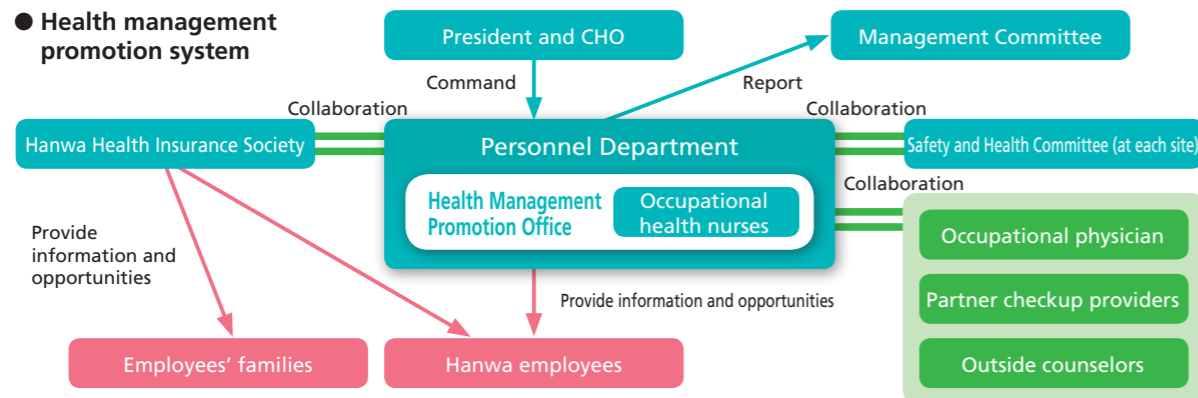 ● Health management
promotion system
President and CHO
Management Committee
Command
Report
Collaboration
Collaboration
Hanwa Health Insurance Society
Personnel Department
Safety and Health Committee (at each site)
Collaboration
Health Management
Promotion Office
Occupational
health nurses
Provide
information and
opportunities
Occupational physician
Partner checkup providers
Provide information and opportunities
Employees’ families
Hanwa employees
Outside counselors